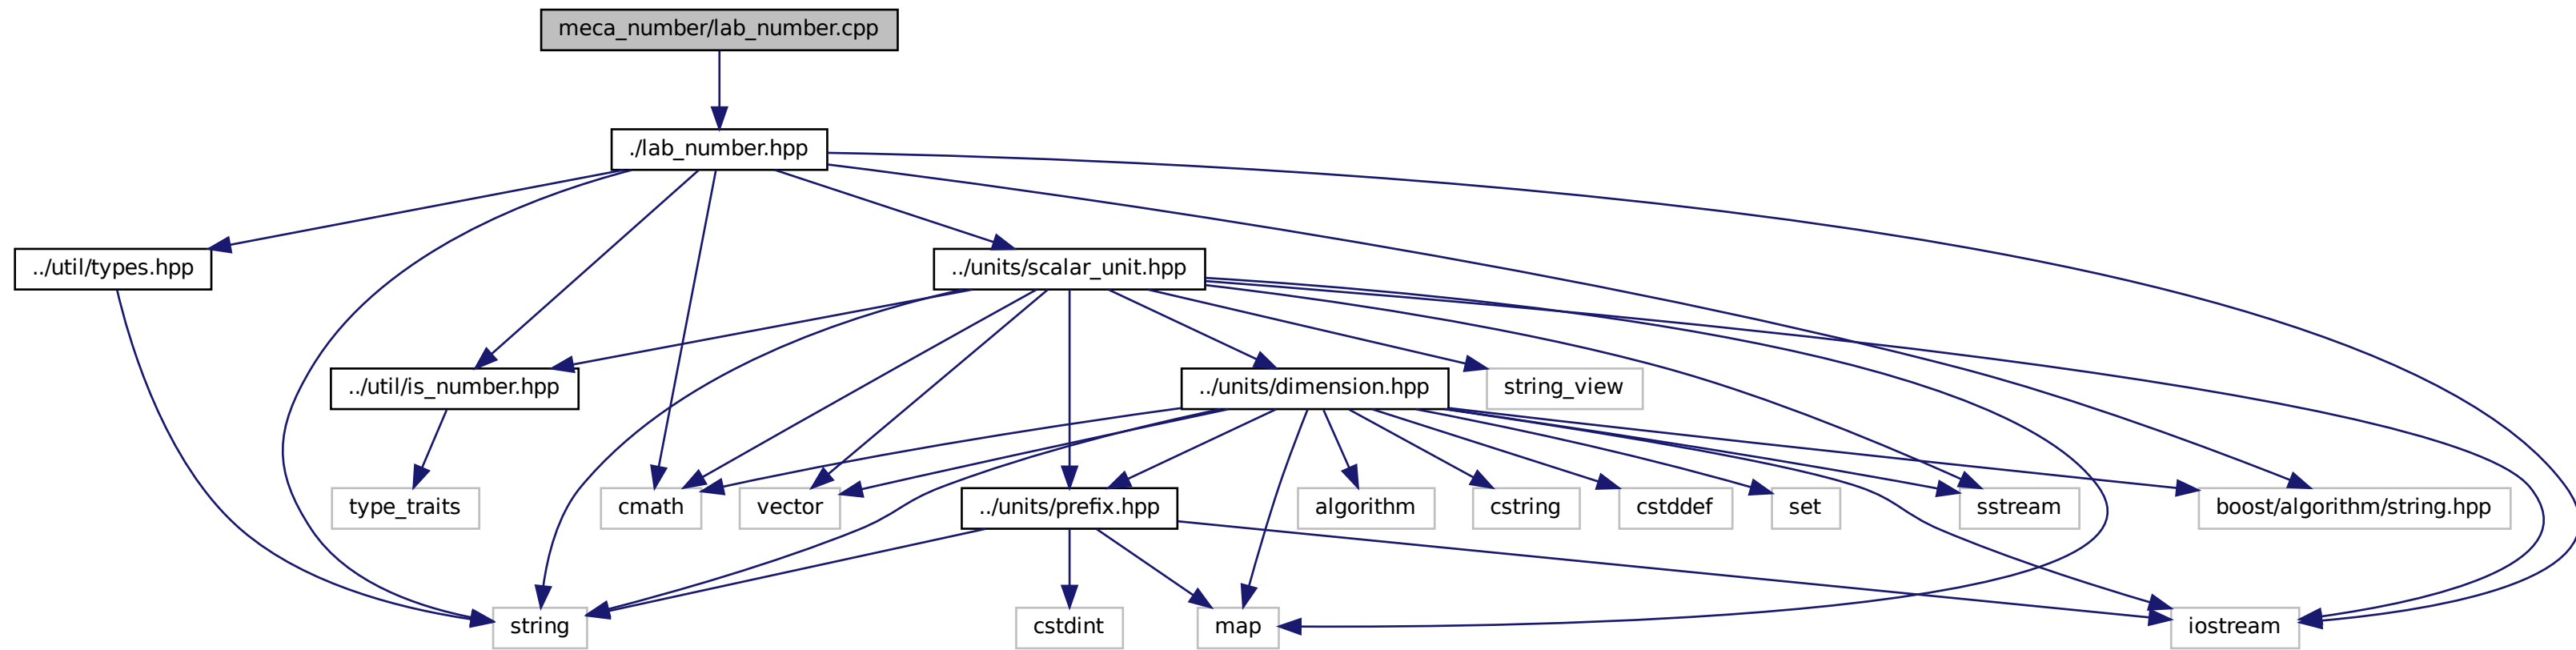 meca_number/lab_number.cpp
./lab_number.hpp
../util/types.hpp
../units/scalar_unit.hpp
../util/is_number.hpp
../units/dimension.hpp
string_view
type_traits
cmath
vector
../units/prefix.hpp
algorithm
cstring
cstddef
set
sstream
boost/algorithm/string.hpp
string
cstdint
map
iostream